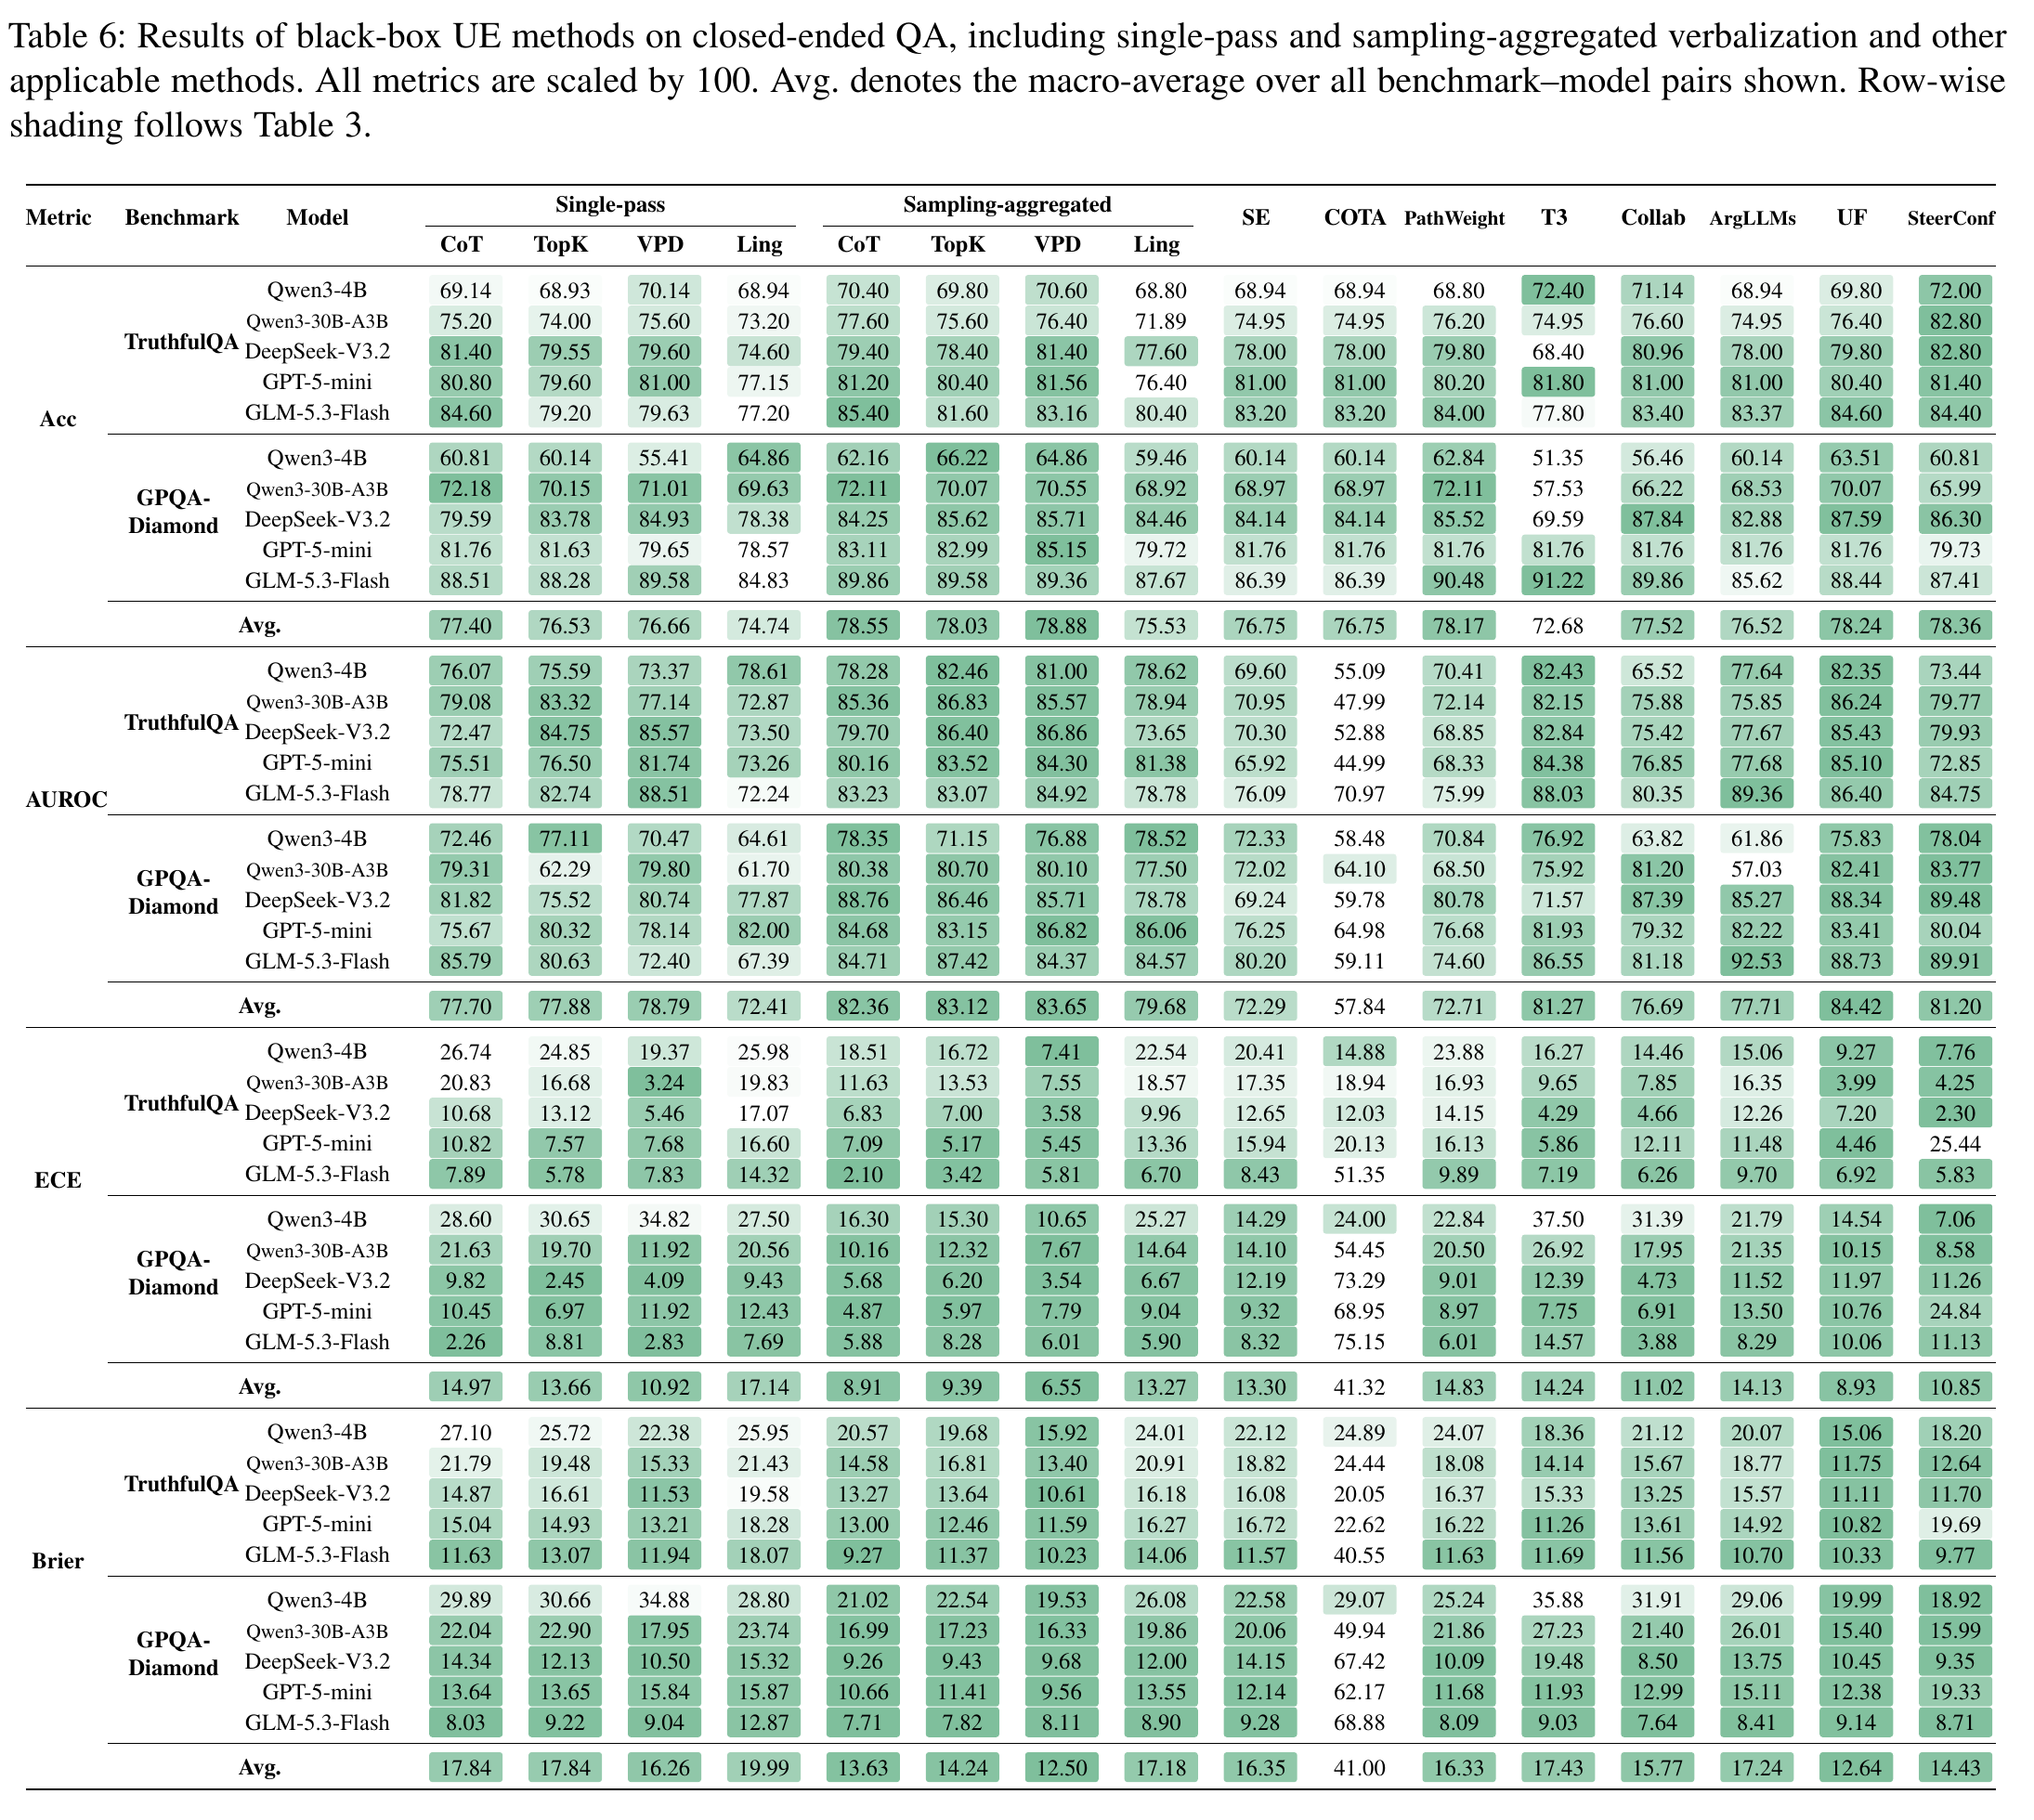 Table 6: Results of black-box UE methods on closed-ended QA, including single-pass and sampling-aggregated verbalization and other
applicable methods. All metrics are scaled by 100. Avg. denotes the macro-average over all benchmark–model pairs shown. Row-wise
shading follows Table 3.
Metric Benchmark Model Single-pass Sampling-aggregated SE COTA PathWeight T3 Collab ArgLLMs UF SteerConf
CoT TopK VPD Ling CoT TopK VPD Ling
Acc
TruthfulQA
Qwen3-4B 69.14 68.93 70.14 68.94 70.40 69.80 70.60 68.80 68.94 68.94 68.80 72.40 71.14 68.94 69.80 72.00
Qwen3-30B-A3B 75.20 74.00 75.60 73.20 77.60 75.60 76.40 71.89 74.95 74.95 76.20 74.95 76.60 74.95 76.40 82.80
DeepSeek-V3.2 81.40 79.55 79.60 74.60 79.40 78.40 81.40 77.60 78.00 78.00 79.80 68.40 80.96 78.00 79.80 82.80
GPT-5-mini 80.80 79.60 81.00 77.15 81.20 80.40 81.56 76.40 81.00 81.00 80.20 81.80 81.00 81.00 80.40 81.40
GLM-5.3-Flash 84.60 79.20 79.63 77.20 85.40 81.60 83.16 80.40 83.20 83.20 84.00 77.80 83.40 83.37 84.60 84.40
GPQA-
Diamond
Qwen3-4B 60.81 60.14 55.41 64.86 62.16 66.22 64.86 59.46 60.14 60.14 62.84 51.35 56.46 60.14 63.51 60.81
Qwen3-30B-A3B 72.18 70.15 71.01 69.63 72.11 70.07 70.55 68.92 68.97 68.97 72.11 57.53 66.22 68.53 70.07 65.99
DeepSeek-V3.2 79.59 83.78 84.93 78.38 84.25 85.62 85.71 84.46 84.14 84.14 85.52 69.59 87.84 82.88 87.59 86.30
GPT-5-mini 81.76 81.63 79.65 78.57 83.11 82.99 85.15 79.72 81.76 81.76 81.76 81.76 81.76 81.76 81.76 79.73
GLM-5.3-Flash 88.51 88.28 89.58 84.83 89.86 89.58 89.36 87.67 86.39 86.39 90.48 91.22 89.86 85.62 88.44 87.41
Avg. 77.40 76.53 76.66 74.74 78.55 78.03 78.88 75.53 76.75 76.75 78.17 72.68 77.52 76.52 78.24 78.36
AUROC
TruthfulQA
Qwen3-4B 76.07 75.59 73.37 78.61 78.28 82.46 81.00 78.62 69.60 55.09 70.41 82.43 65.52 77.64 82.35 73.44
Qwen3-30B-A3B 79.08 83.32 77.14 72.87 85.36 86.83 85.57 78.94 70.95 47.99 72.14 82.15 75.88 75.85 86.24 79.77
DeepSeek-V3.2 72.47 84.75 85.57 73.50 79.70 86.40 86.86 73.65 70.30 52.88 68.85 82.84 75.42 77.67 85.43 79.93
GPT-5-mini 75.51 76.50 81.74 73.26 80.16 83.52 84.30 81.38 65.92 44.99 68.33 84.38 76.85 77.68 85.10 72.85
GLM-5.3-Flash 78.77 82.74 88.51 72.24 83.23 83.07 84.92 78.78 76.09 70.97 75.99 88.03 80.35 89.36 86.40 84.75
GPQA-
Diamond
Qwen3-4B 72.46 77.11 70.47 64.61 78.35 71.15 76.88 78.52 72.33 58.48 70.84 76.92 63.82 61.86 75.83 78.04
Qwen3-30B-A3B 79.31 62.29 79.80 61.70 80.38 80.70 80.10 77.50 72.02 64.10 68.50 75.92 81.20 57.03 82.41 83.77
DeepSeek-V3.2 81.82 75.52 80.74 77.87 88.76 86.46 85.71 78.78 69.24 59.78 80.78 71.57 87.39 85.27 88.34 89.48
GPT-5-mini 75.67 80.32 78.14 82.00 84.68 83.15 86.82 86.06 76.25 64.98 76.68 81.93 79.32 82.22 83.41 80.04
GLM-5.3-Flash 85.79 80.63 72.40 67.39 84.71 87.42 84.37 84.57 80.20 59.11 74.60 86.55 81.18 92.53 88.73 89.91
Avg. 77.70 77.88 78.79 72.41 82.36 83.12 83.65 79.68 72.29 57.84 72.71 81.27 76.69 77.71 84.42 81.20
ECE
TruthfulQA
Qwen3-4B 26.74 24.85 19.37 25.98 18.51 16.72 7.41 22.54 20.41 14.88 23.88 16.27 14.46 15.06 9.27 7.76
Qwen3-30B-A3B 20.83 16.68 3.24 19.83 11.63 13.53 7.55 18.57 17.35 18.94 16.93 9.65 7.85 16.35 3.99 4.25
DeepSeek-V3.2 10.68 13.12 5.46 17.07 6.83 7.00 3.58 9.96 12.65 12.03 14.15 4.29 4.66 12.26 7.20 2.30
GPT-5-mini 10.82 7.57 7.68 16.60 7.09 5.17 5.45 13.36 15.94 20.13 16.13 5.86 12.11 11.48 4.46 25.44
GLM-5.3-Flash 7.89 5.78 7.83 14.32 2.10 3.42 5.81 6.70 8.43 51.35 9.89 7.19 6.26 9.70 6.92 5.83
GPQA-
Diamond
Qwen3-4B 28.60 30.65 34.82 27.50 16.30 15.30 10.65 25.27 14.29 24.00 22.84 37.50 31.39 21.79 14.54 7.06
Qwen3-30B-A3B 21.63 19.70 11.92 20.56 10.16 12.32 7.67 14.64 14.10 54.45 20.50 26.92 17.95 21.35 10.15 8.58
DeepSeek-V3.2 9.82 2.45 4.09 9.43 5.68 6.20 3.54 6.67 12.19 73.29 9.01 12.39 4.73 11.52 11.97 11.26
GPT-5-mini 10.45 6.97 11.92 12.43 4.87 5.97 7.79 9.04 9.32 68.95 8.97 7.75 6.91 13.50 10.76 24.84
GLM-5.3-Flash 2.26 8.81 2.83 7.69 5.88 8.28 6.01 5.90 8.32 75.15 6.01 14.57 3.88 8.29 10.06 11.13
Avg. 14.97 13.66 10.92 17.14 8.91 9.39 6.55 13.27 13.30 41.32 14.83 14.24 11.02 14.13 8.93 10.85
Brier
TruthfulQA
Qwen3-4B 27.10 25.72 22.38 25.95 20.57 19.68 15.92 24.01 22.12 24.89 24.07 18.36 21.12 20.07 15.06 18.20
Qwen3-30B-A3B 21.79 19.48 15.33 21.43 14.58 16.81 13.40 20.91 18.82 24.44 18.08 14.14 15.67 18.77 11.75 12.64
DeepSeek-V3.2 14.87 16.61 11.53 19.58 13.27 13.64 10.61 16.18 16.08 20.05 16.37 15.33 13.25 15.57 11.11 11.70
GPT-5-mini 15.04 14.93 13.21 18.28 13.00 12.46 11.59 16.27 16.72 22.62 16.22 11.26 13.61 14.92 10.82 19.69
GLM-5.3-Flash 11.63 13.07 11.94 18.07 9.27 11.37 10.23 14.06 11.57 40.55 11.63 11.69 11.56 10.70 10.33 9.77
GPQA-
Diamond
Qwen3-4B 29.89 30.66 34.88 28.80 21.02 22.54 19.53 26.08 22.58 29.07 25.24 35.88 31.91 29.06 19.99 18.92
Qwen3-30B-A3B 22.04 22.90 17.95 23.74 16.99 17.23 16.33 19.86 20.06 49.94 21.86 27.23 21.40 26.01 15.40 15.99
DeepSeek-V3.2 14.34 12.13 10.50 15.32 9.26 9.43 9.68 12.00 14.15 67.42 10.09 19.48 8.50 13.75 10.45 9.35
GPT-5-mini 13.64 13.65 15.84 15.87 10.66 11.41 9.56 13.55 12.14 62.17 11.68 11.93 12.99 15.11 12.38 19.33
GLM-5.3-Flash 8.03 9.22 9.04 12.87 7.71 7.82 8.11 8.90 9.28 68.88 8.09 9.03 7.64 8.41 9.14 8.71
Avg. 17.84 17.84 16.26 19.99 13.63 14.24 12.50 17.18 16.35 41.00 16.33 17.43 15.77 17.24 12.64 14.43